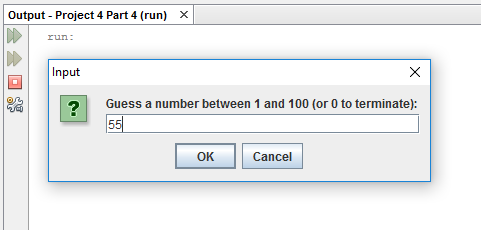 Output - Project 4 Part 4 (run) ×
run:
Input
?
Guess a number between 1 and 100 (or 0 to terminate):
55
OK Cancel